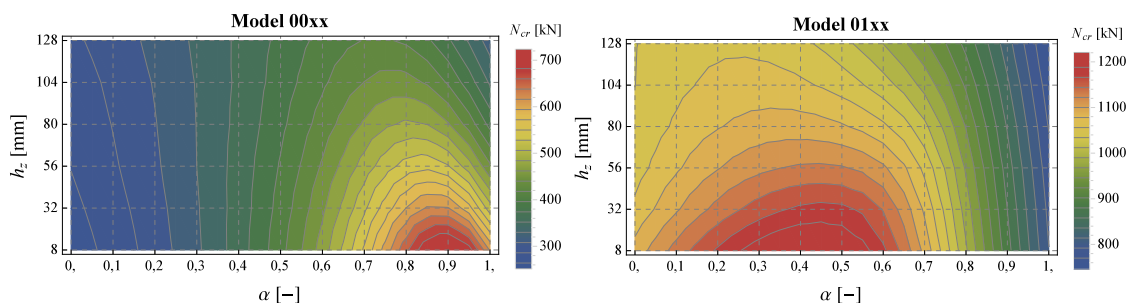 Model 00xx
N_cr [kN]
h_z [mm]
128
104
80
56
32
8
0, 0,1 0,2 0,3 0,4 0,5 0,6 0,7 0,8 0,9 1,
α [−]
700
600
500
400
300
Model 01xx
N_cr [kN]
h_z [mm]
128
104
80
56
32
8
0, 0,1 0,2 0,3 0,4 0,5 0,6 0,7 0,8 0,9 1,
α [−]
1200
1100
1000
900
800